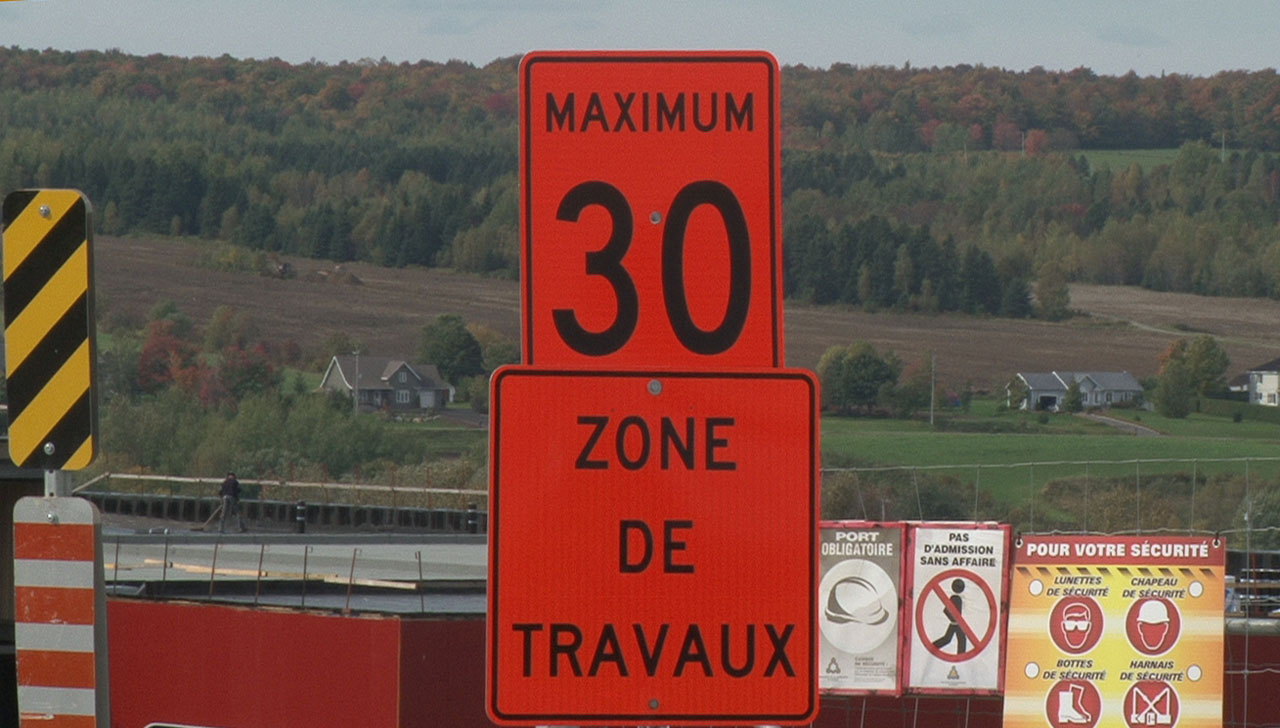 MAXIMUM
30
ZONE
DE
TRAVAUX
PORT
OBLIGATOIRE
PAS
D'ADMISSION
SANS AFFAIRE
POUR VOTRE SÉCURITÉ
LUNETTES
DE SÉCURITÉ
CHAPEAU
DE SÉCURITÉ
BOTTES
DE SÉCURITÉ
HARNAIS
DE SÉCURITÉ